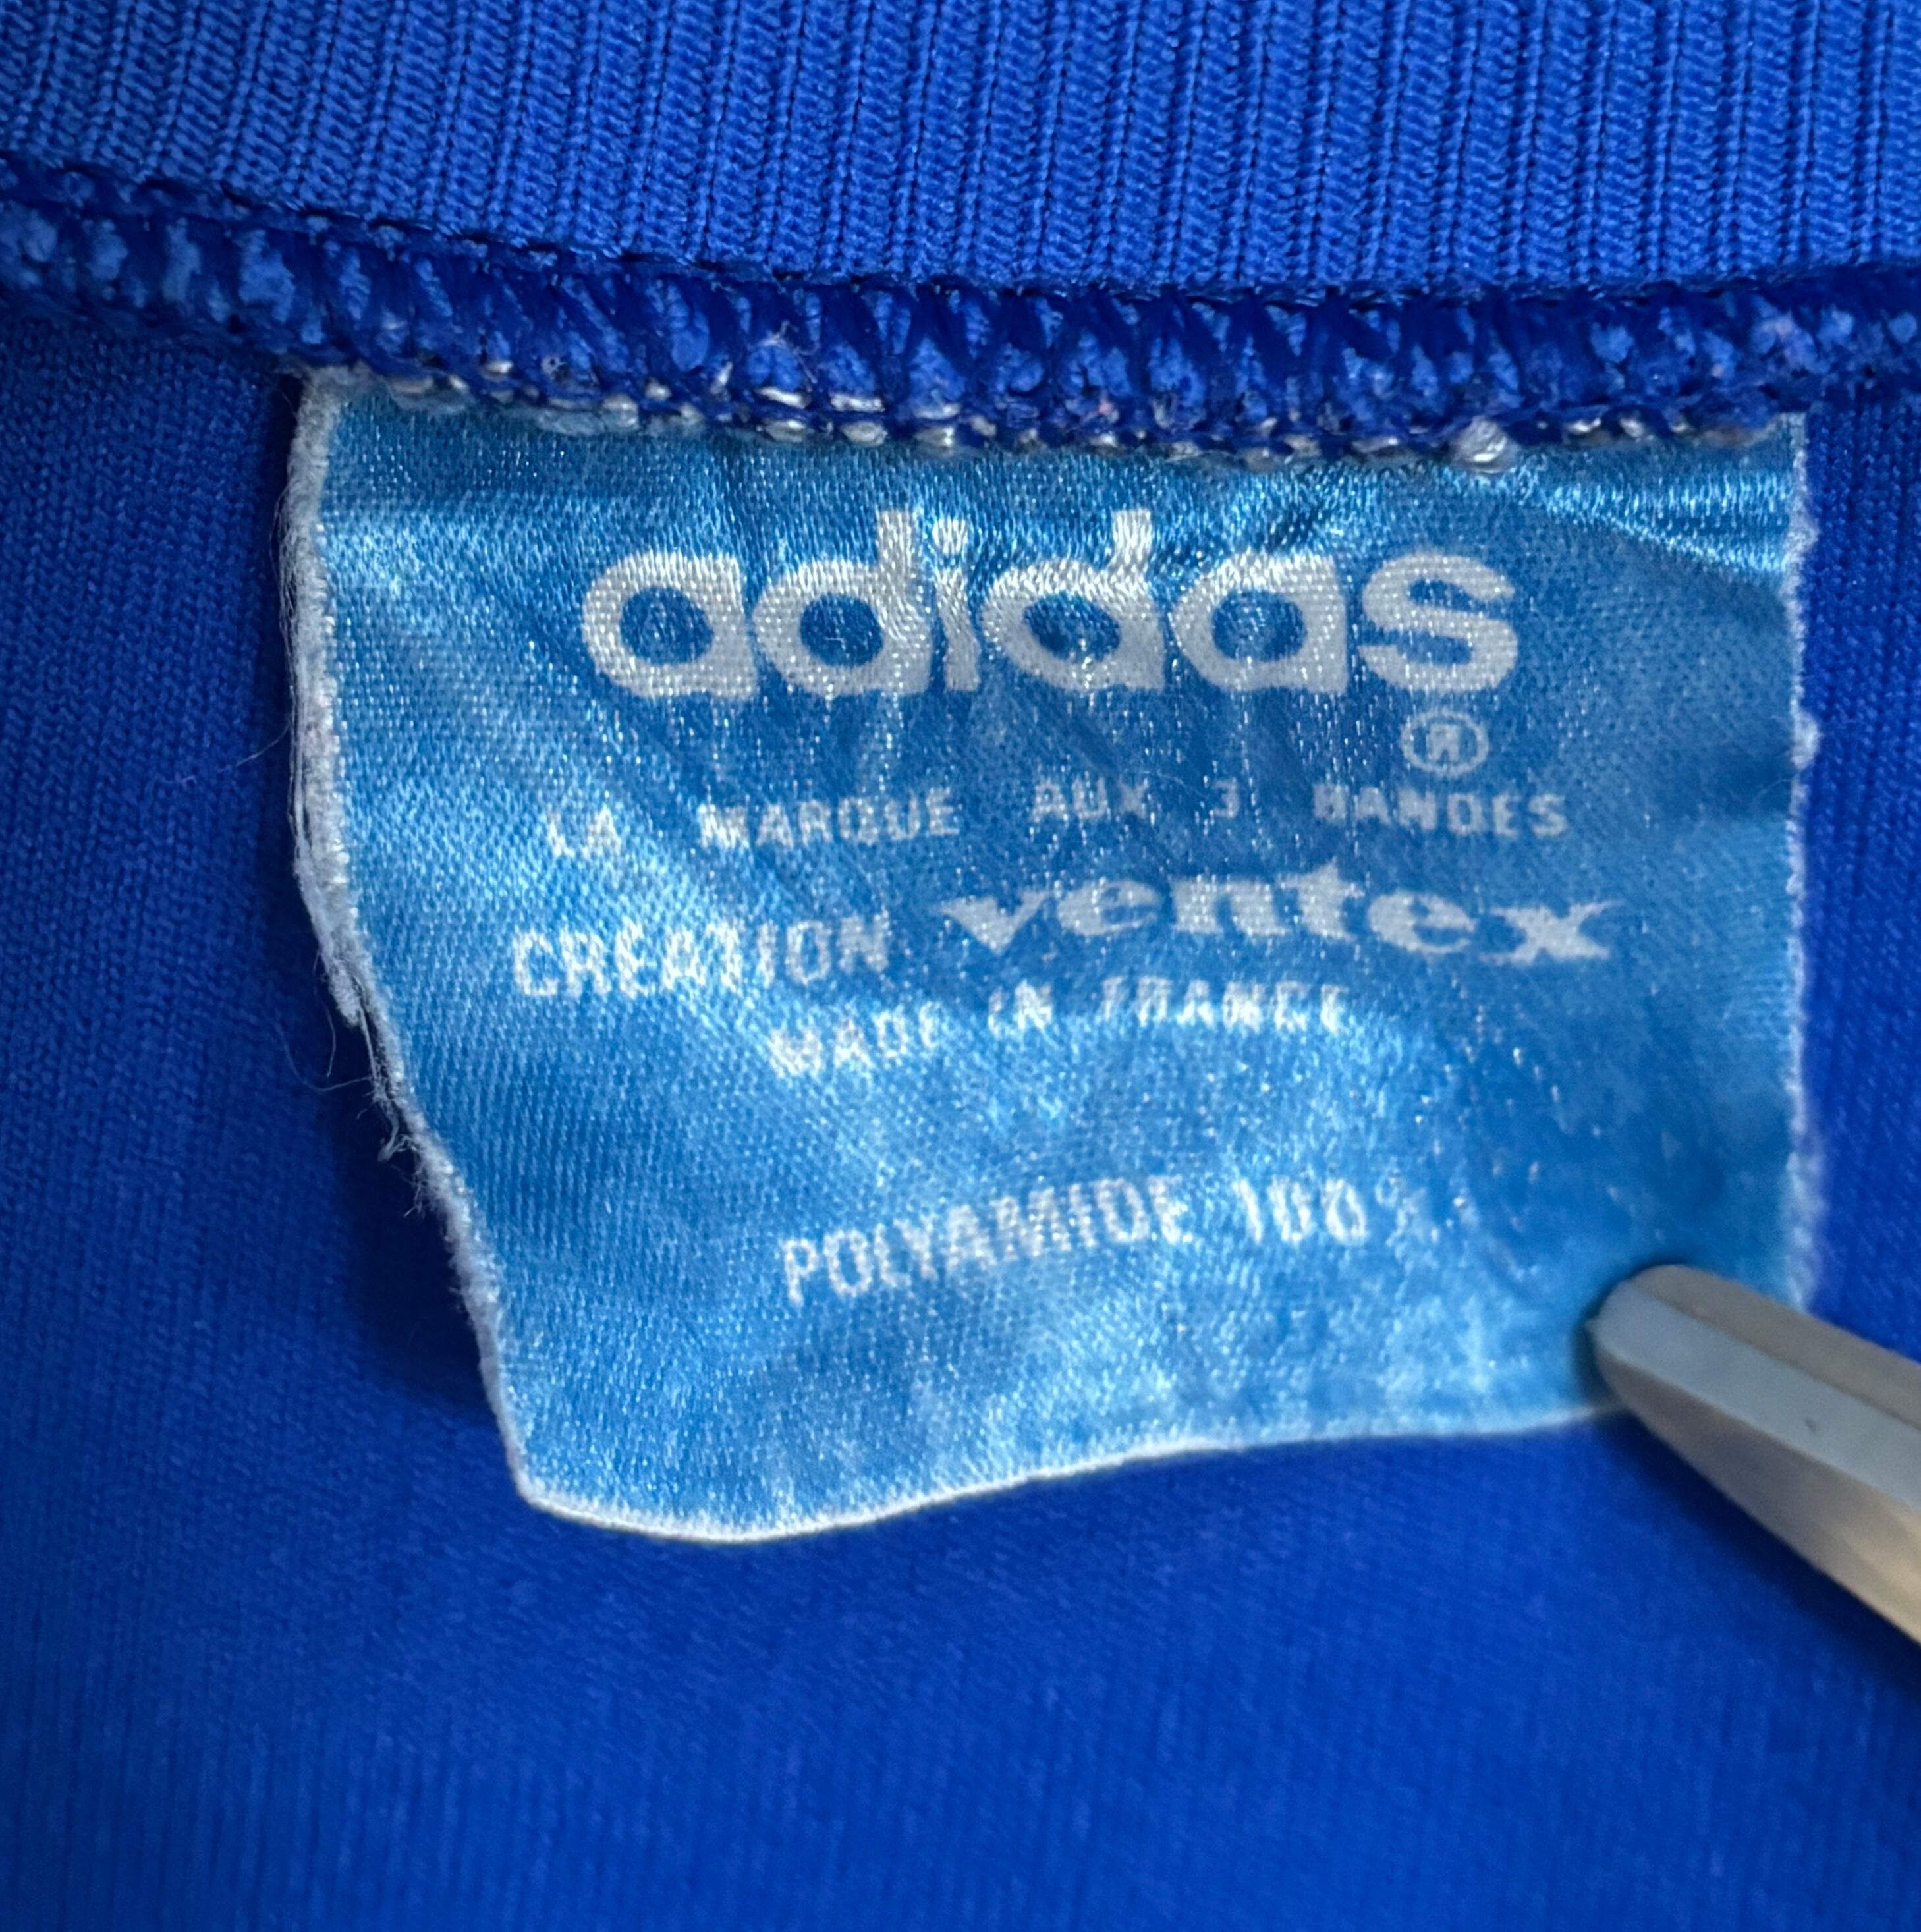 adidas
®
LA MARQUE AUX 3 BANDES
CREATION ventex
MADE IN FRANCE
POLYAMIDE 100%